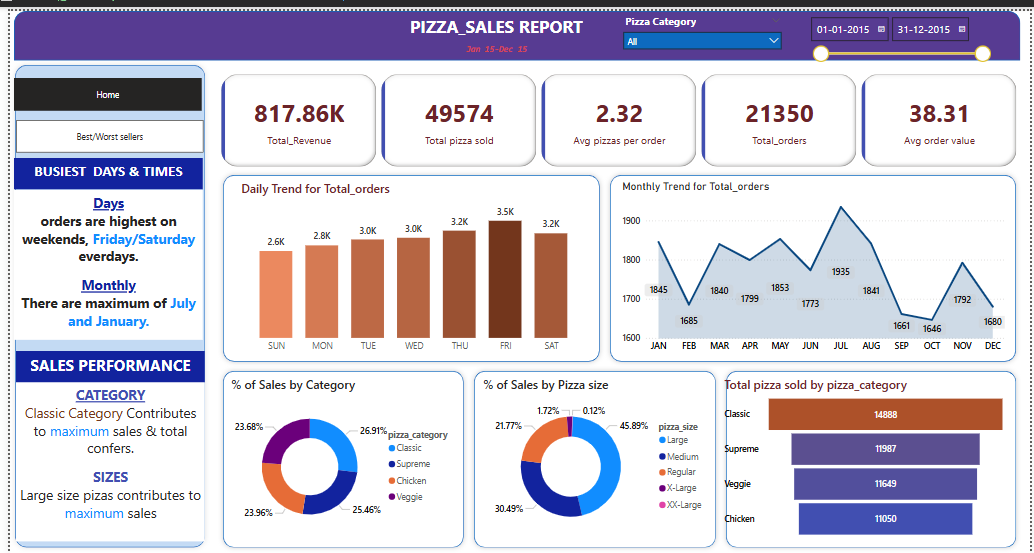 PIZZA_SALES REPORT
Jan 15-Dec 15
Pizza Category
All
01-01-2015
31-12-2015
Home
Best/Worst sellers
BUSIEST DAYS & TIMES
Days
orders are highest on
weekends, Friday/Saturday
everdays.
Monthly
There are maximum of July
and January.
SALES PERFORMANCE
CATEGORY
Classic Category Contributes
to maximum sales & total
confers.
SIZES
Large size pizas contributes to
maximum sales
817.86K
Total_Revenue
49574
Total pizza sold
2.32
Avg pizzas per order
21350
Total_orders
38.31
Avg order value
Daily Trend for Total_orders
2.6K
2.8K
3.0K
3.0K
3.2K
3.5K
3.2K
SUN
MON
TUE
WED
THU
FRI
SAT
Monthly Trend for Total_orders
1900
1800
1700
1600
1845
1685
1840
1799
1853
1773
1935
1841
1661
1646
1792
1680
JAN
FEB
MAR
APR
MAY
JUN
JUL
AUG
SEP
OCT
NOV
DEC
% of Sales by Category
23.68%
26.91%
23.96%
25.46%
pizza_category
Classic
Supreme
Chicken
Veggie
% of Sales by Pizza size
1.72%
0.12%
21.77%
45.89%
30.49%
pizza_size
Large
Medium
Regular
X-Large
XX-Large
Total pizza sold by pizza_category
Classic
14888
Supreme
11987
Veggie
11649
Chicken
11050